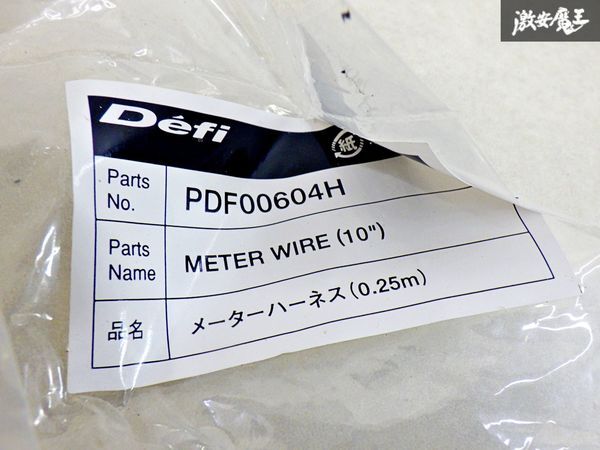 激安魔王
Défi
紙
Parts No. PDF00604H
Parts Name METER WIRE (10")
品名 メーターハーネス(0.25m)